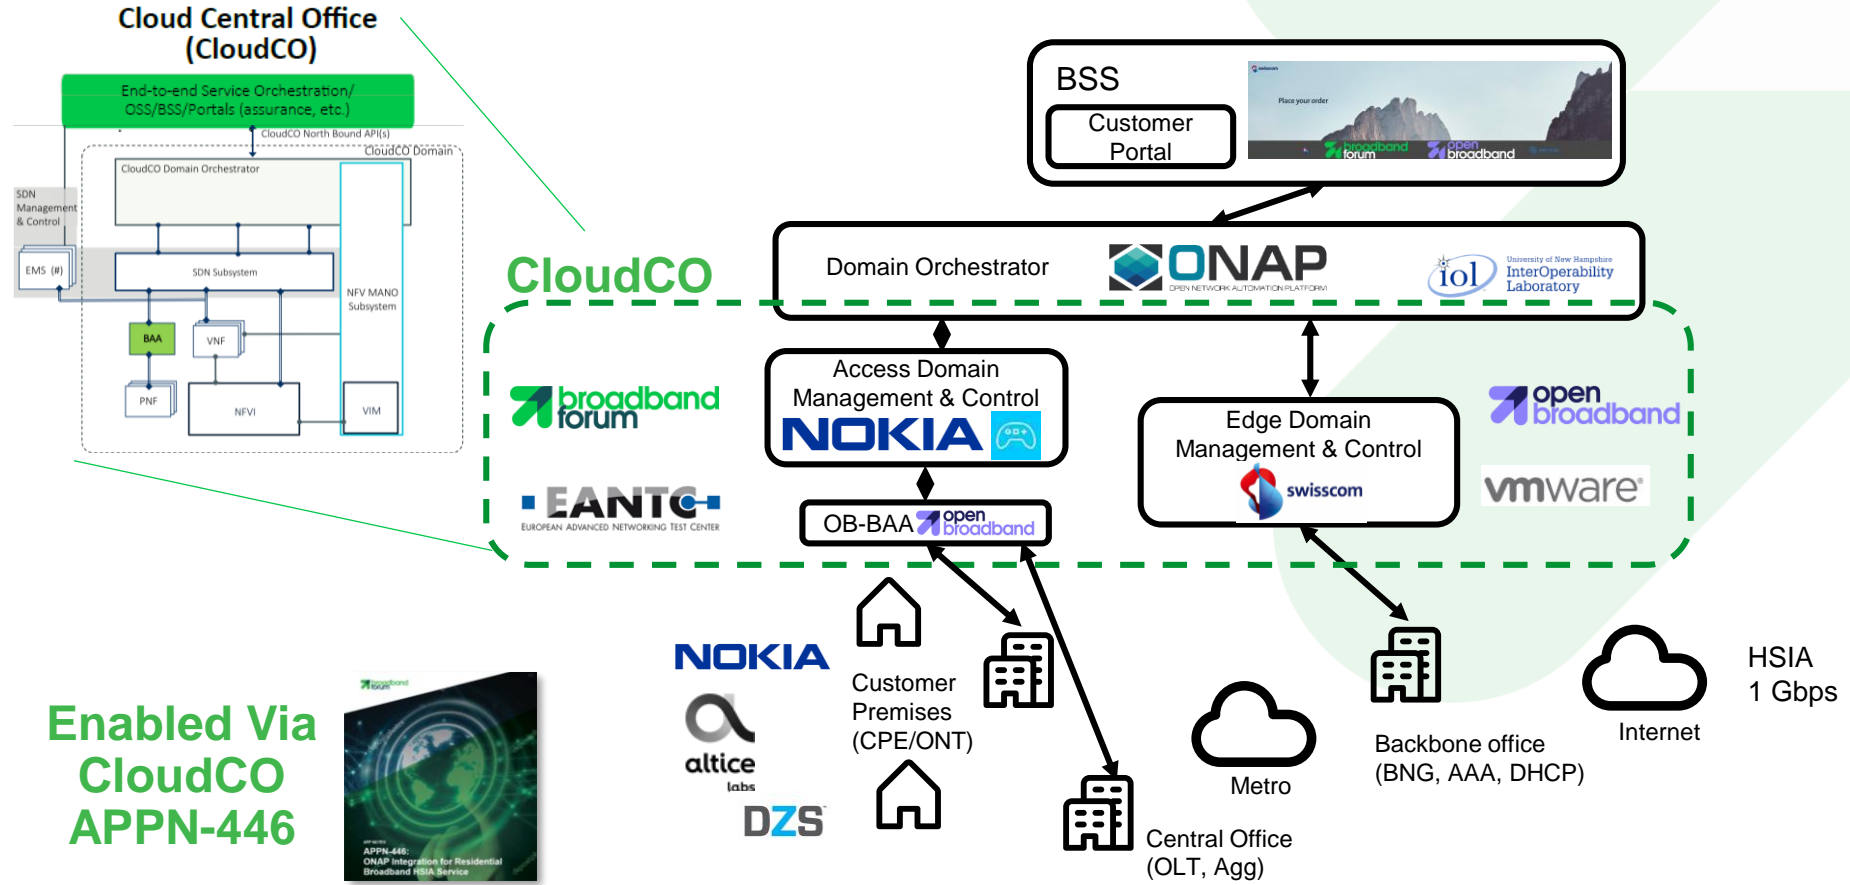 Cloud Central Office
(CloudCO)
End-to-end Service Orchestration/
OSS/BSS/Portals (assurance, etc.)
CloudCO North Bound API(s)
CloudCO Domain
CloudCO Domain Orchestrator
SDN
Management
& Control
EMS (#)
SDN Subsystem
NFV MANO
Subsystem
BAA
VNF
PNF
NFVI
VIM
BSS
Customer
Portal
swisscom
Place your order
broadband
forum
open
broadband
CloudCO
Domain Orchestrator
ONAP
OPEN NETWORK AUTOMATION PLATFORM
iol
University of New Hampshire
InterOperability
Laboratory
broadband
forum
EANTC
EUROPEAN ADVANCED NETWORKING TEST CENTER
Access Domain
Management & Control
NOKIA
OB-BAA
open
broadband
Edge Domain
Management & Control
swisscom
open
broadband
vmware
NOKIA
altice
labs
DZS
Customer
Premises
(CPE/ONT)
Central Office
(OLT, Agg)
Metro
Backbone office
(BNG, AAA, DHCP)
Internet
HSIA
1 Gbps
Enabled Via
CloudCO
APPN-446
broadband
forum
APPN-446:
ONAP Integration for Residential
Broadband HSIA Service